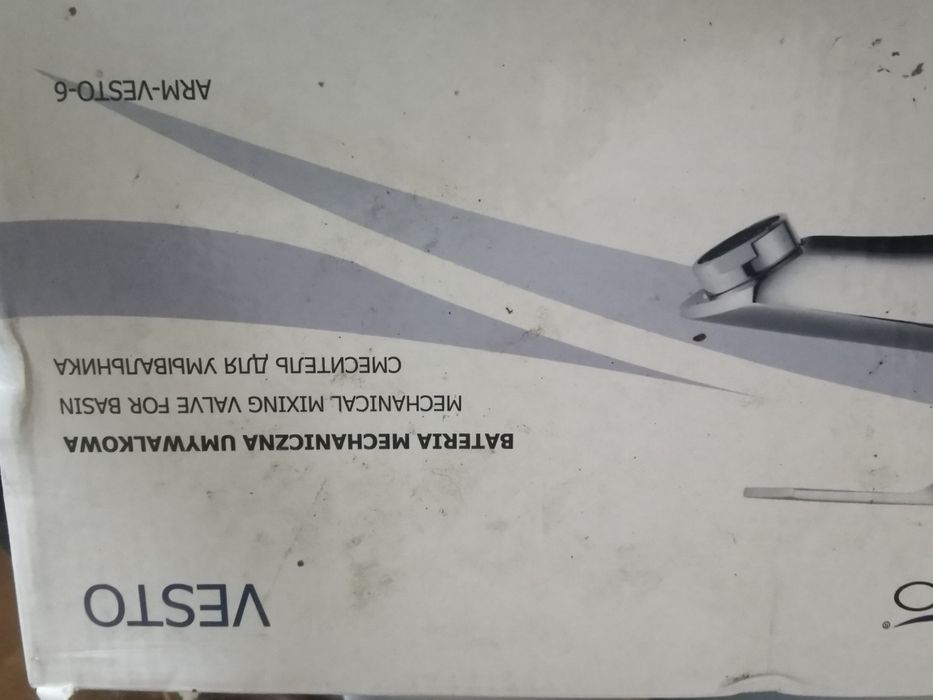 VESTO
BATERIA MECHANICZNA UMYWALKOWA
MECHANICAL MIXING VALVE FOR BASIN
СМЕСИТЕЛЬ ДЛЯ УМЫВАЛЬНИКА
ARM-VESTO-6